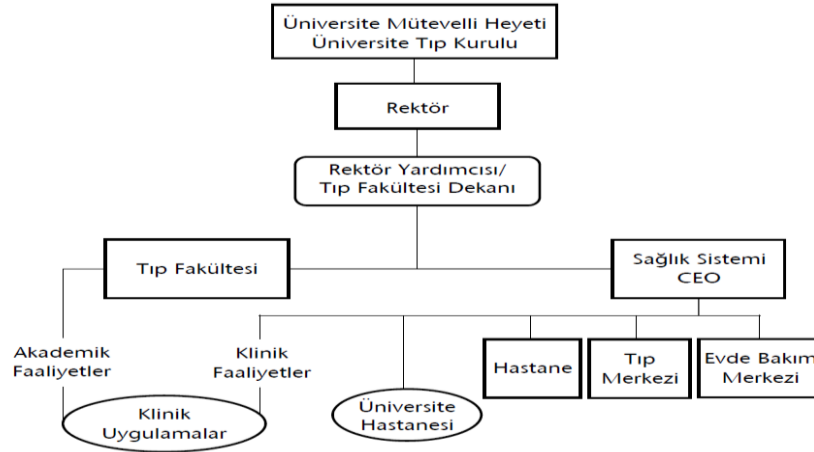 Üniversite Mütevelli Heyeti
Üniversite Tıp Kurulu
Rektör
Rektör Yardımcısı/
Tıp Fakültesi Dekanı
Tıp Fakültesi
Sağlık Sistemi
CEO
Akademik
Faaliyetler
Klinik
Faaliyetler
Hastane
Tıp
Merkezi
Evde Bakım
Merkezi
Klinik
Uygulamalar
Üniversite
Hastanesi